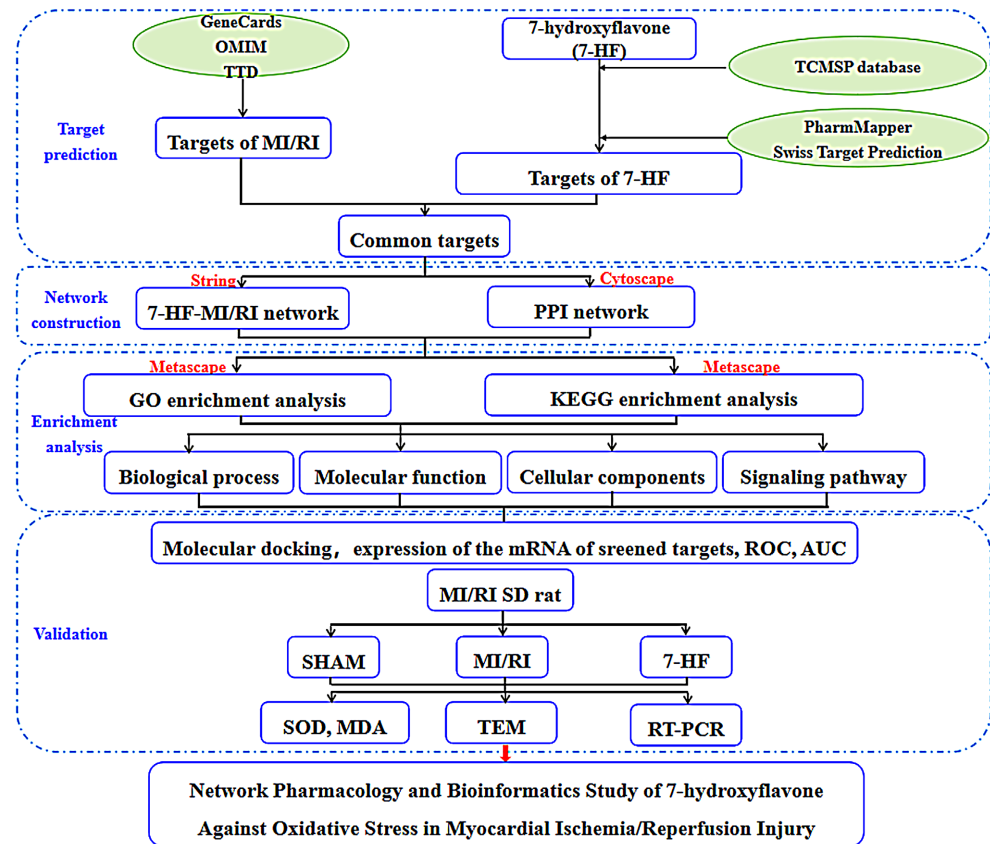 GeneCards
OMIM
TTD
7-hydroxyflavone
(7-HF)
TCMSP database
Target
prediction
Targets of MI/RI
PharmMapper
Swiss Target Prediction
Targets of 7-HF
Common targets
String
Cytoscape
Network
construction
7-HF-MI/RI network
PPI network
Metascape
Metascape
GO enrichment analysis
KEGG enrichment analysis
Enrichment
analysis
Biological process
Molecular function
Cellular components
Signaling pathway
Molecular docking，expression of the mRNA of sreened targets, ROC, AUC
MI/RI SD rat
Validation
SHAM
MI/RI
7-HF
SOD, MDA
TEM
RT-PCR
Network Pharmacology and Bioinformatics Study of 7-hydroxyflavone
Against Oxidative Stress in Myocardial Ischemia/Reperfusion Injury